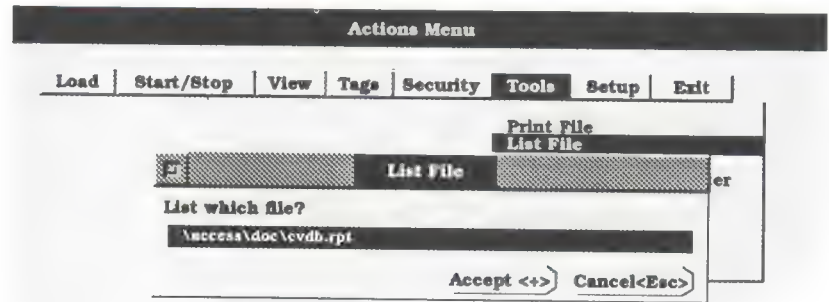 Actions Menu
Load Start/Stop View Tags Security Tools Setup Exit
Print File
List File
List File
er
List which file?
\access\doc\cvdb.rpt
Accept <+> Cancel<Esc>